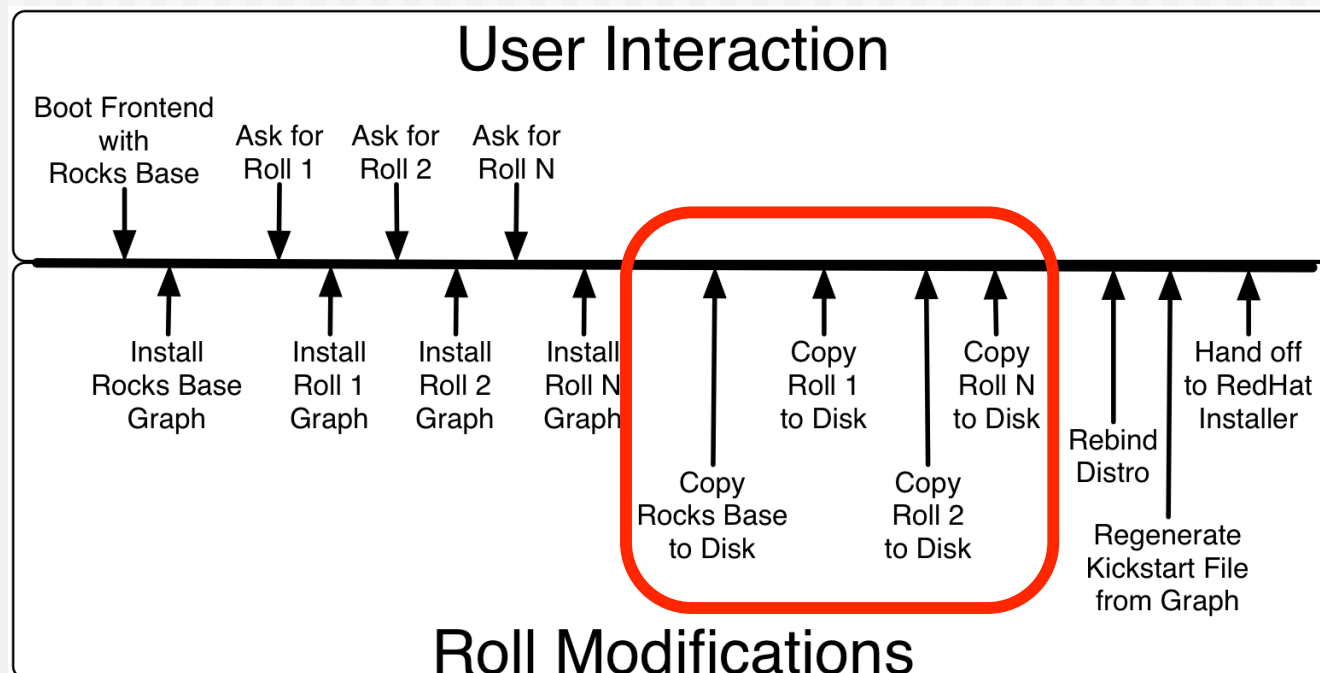 User Interaction
Boot Frontend
with
Rocks Base
Ask for
Roll 1
Ask for
Roll 2
Ask for
Roll N
Install
Rocks Base
Graph
Install
Roll 1
Graph
Install
Roll 2
Graph
Install
Roll N
Graph
Copy
Rocks Base
to Disk
Copy
Roll 1
to Disk
Copy
Roll 2
to Disk
Copy
Roll N
to Disk
Rebind
Distro
Regenerate
Kickstart File
from Graph
Hand off
to RedHat
Installer
Roll Modifications